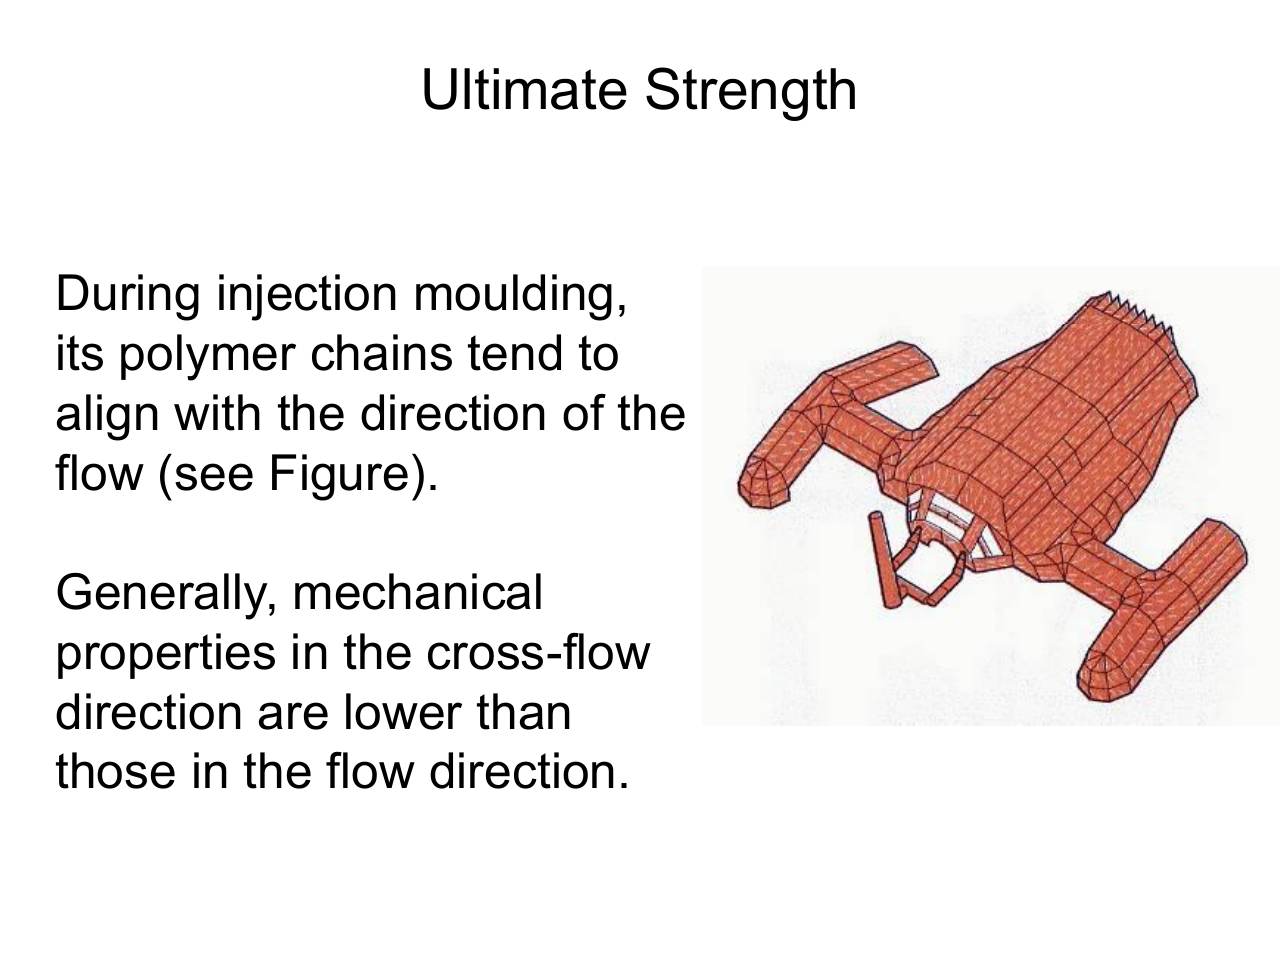 Ultimate Strength
During injection moulding,
its polymer chains tend to
align with the direction of the
flow (see Figure).
Generally, mechanical
properties in the cross-flow
direction are lower than
those in the flow direction.